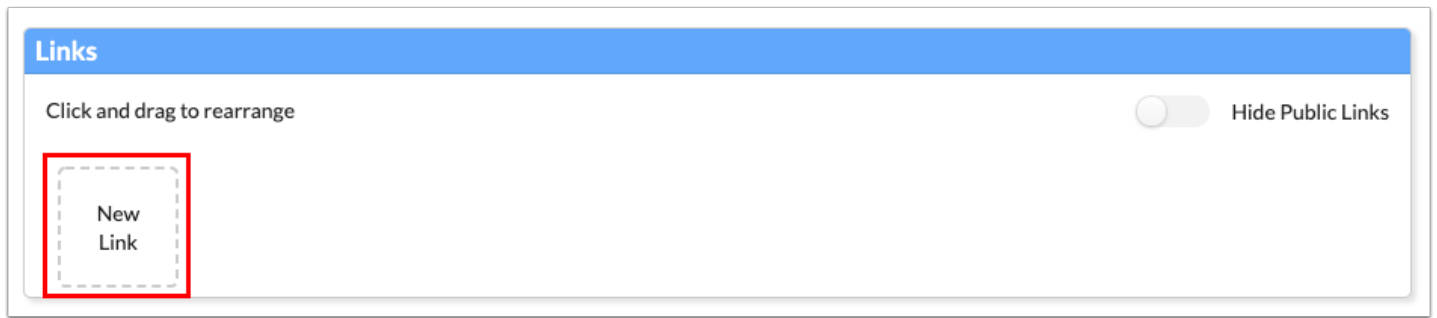 Links
Click and drag to rearrange
Hide Public Links
New
Link